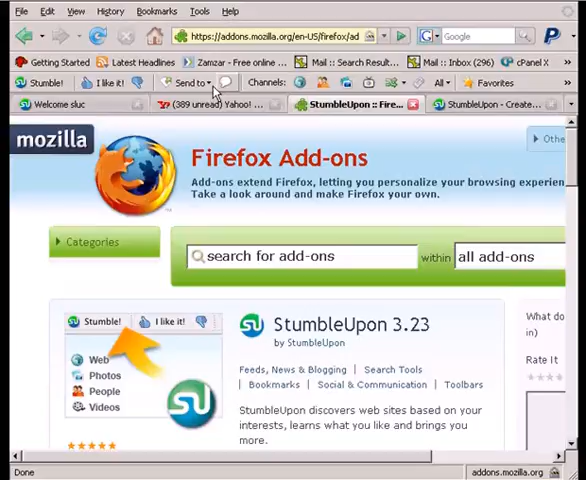 File Edit View History Bookmarks Tools Help
https://addons.mozilla.org/en-US/firefox/ad Google
Getting Started Latest Headlines Zamzar - Free online ... Mail :: Search Result... Mail :: Inbox (296) cPanel X
Stumble! I like it! Send to Channels: All Favorites
Welcome sluc (389 unread) Yahoo! ... StumbleUpon :: Fire... StumbleUpon - Create...
mozilla
Firefox Add-ons
Othe
Add-ons extend Firefox, letting you personalize your browsing experien
Take a look around and make Firefox your own.
Categories
search for add-ons within all add-ons
Stumble! I like it!
Web
Photos
People
Videos
StumbleUpon 3.23
by StumbleUpon
Feeds, News & Blogging | Search Tools
| Bookmarks | Social & Communication | Toolbars
StumbleUpon discovers web sites based on your
interests, learns what you like and brings you
more.
What do
in)
Rate It
Done addons.mozilla.org